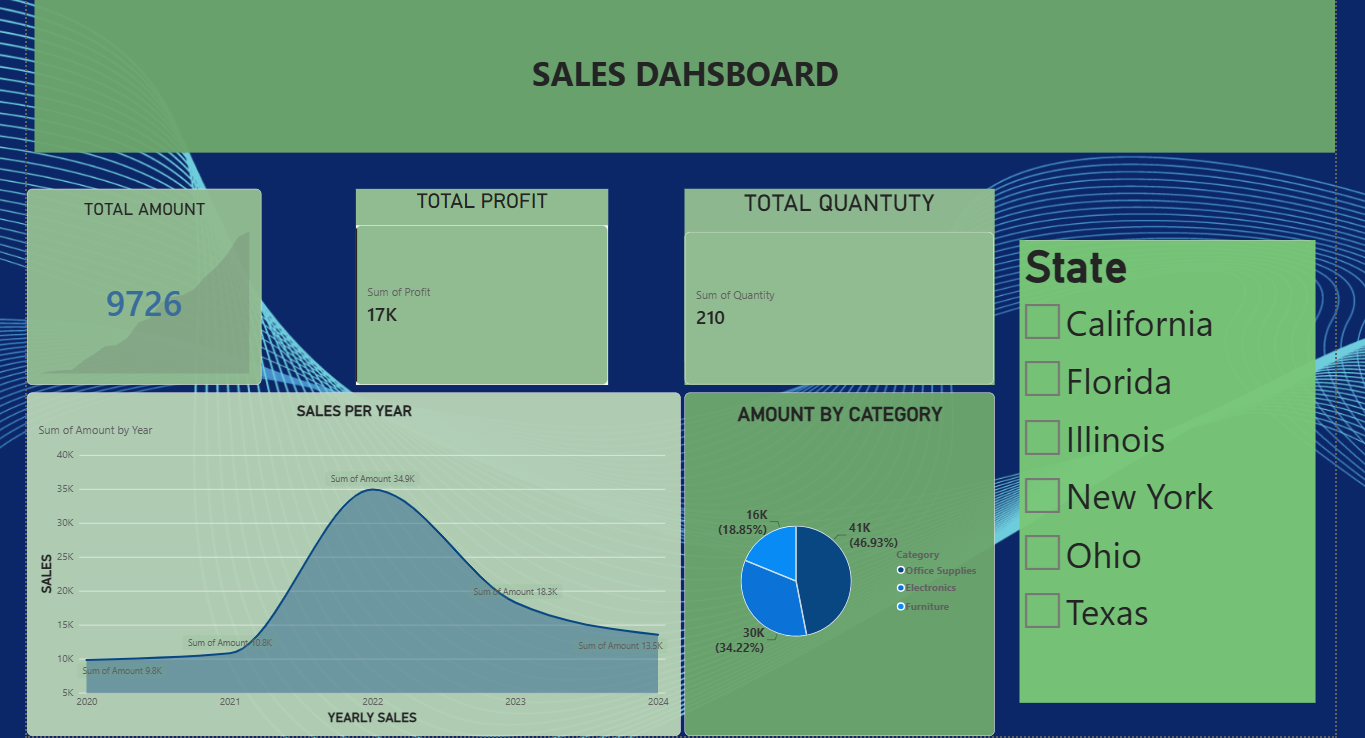 SALES DAHSBOARD
TOTAL AMOUNT
9726
TOTAL PROFIT
Sum of Profit
17K
TOTAL QUANTUTY
Sum of Quantity
210
State
California
Florida
Illinois
New York
Ohio
Texas
SALES PER YEAR
Sum of Amount by Year
SALES
40K
35K
30K
25K
20K
15K
10K
5K
Sum of Amount 9.8K
Sum of Amount 10.8K
Sum of Amount 34.9K
Sum of Amount 18.3K
Sum of Amount 13.5K
2020
2021
2022
2023
2024
YEARLY SALES
AMOUNT BY CATEGORY
16K
(18.85%)
41K
(46.93%)
30K
(34.22%)
Category
Office Supplies
Electronics
Furniture